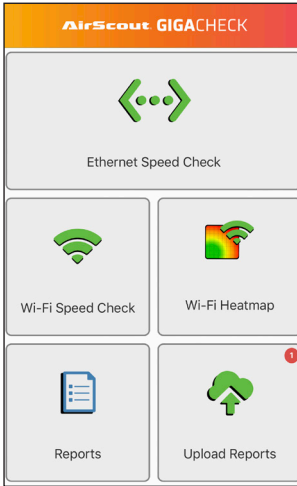 AirScout GIGACHECK
Ethernet Speed Check
Wi-Fi Speed Check
Wi-Fi Heatmap
1
Reports
Upload Reports